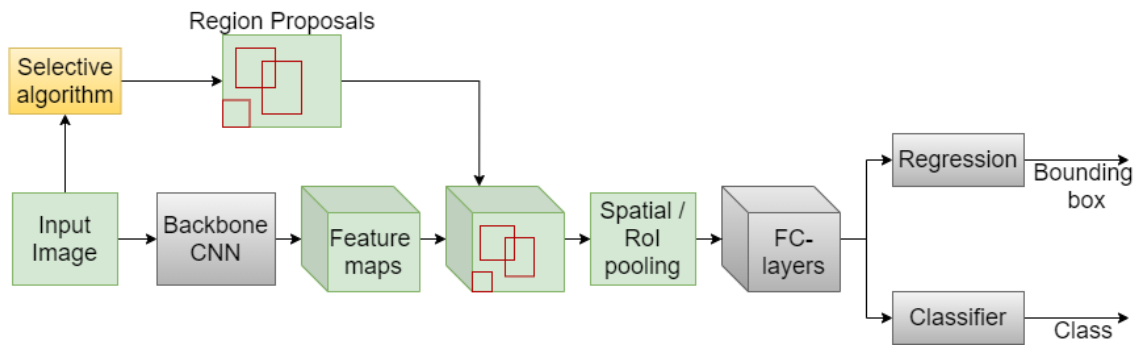 Region Proposals
Selective
algorithm
Input
Image
Backbone
CNN
Feature
maps
Spatial /
RoI
pooling
FC-
layers
Regression
Bounding
box
Classifier
Class